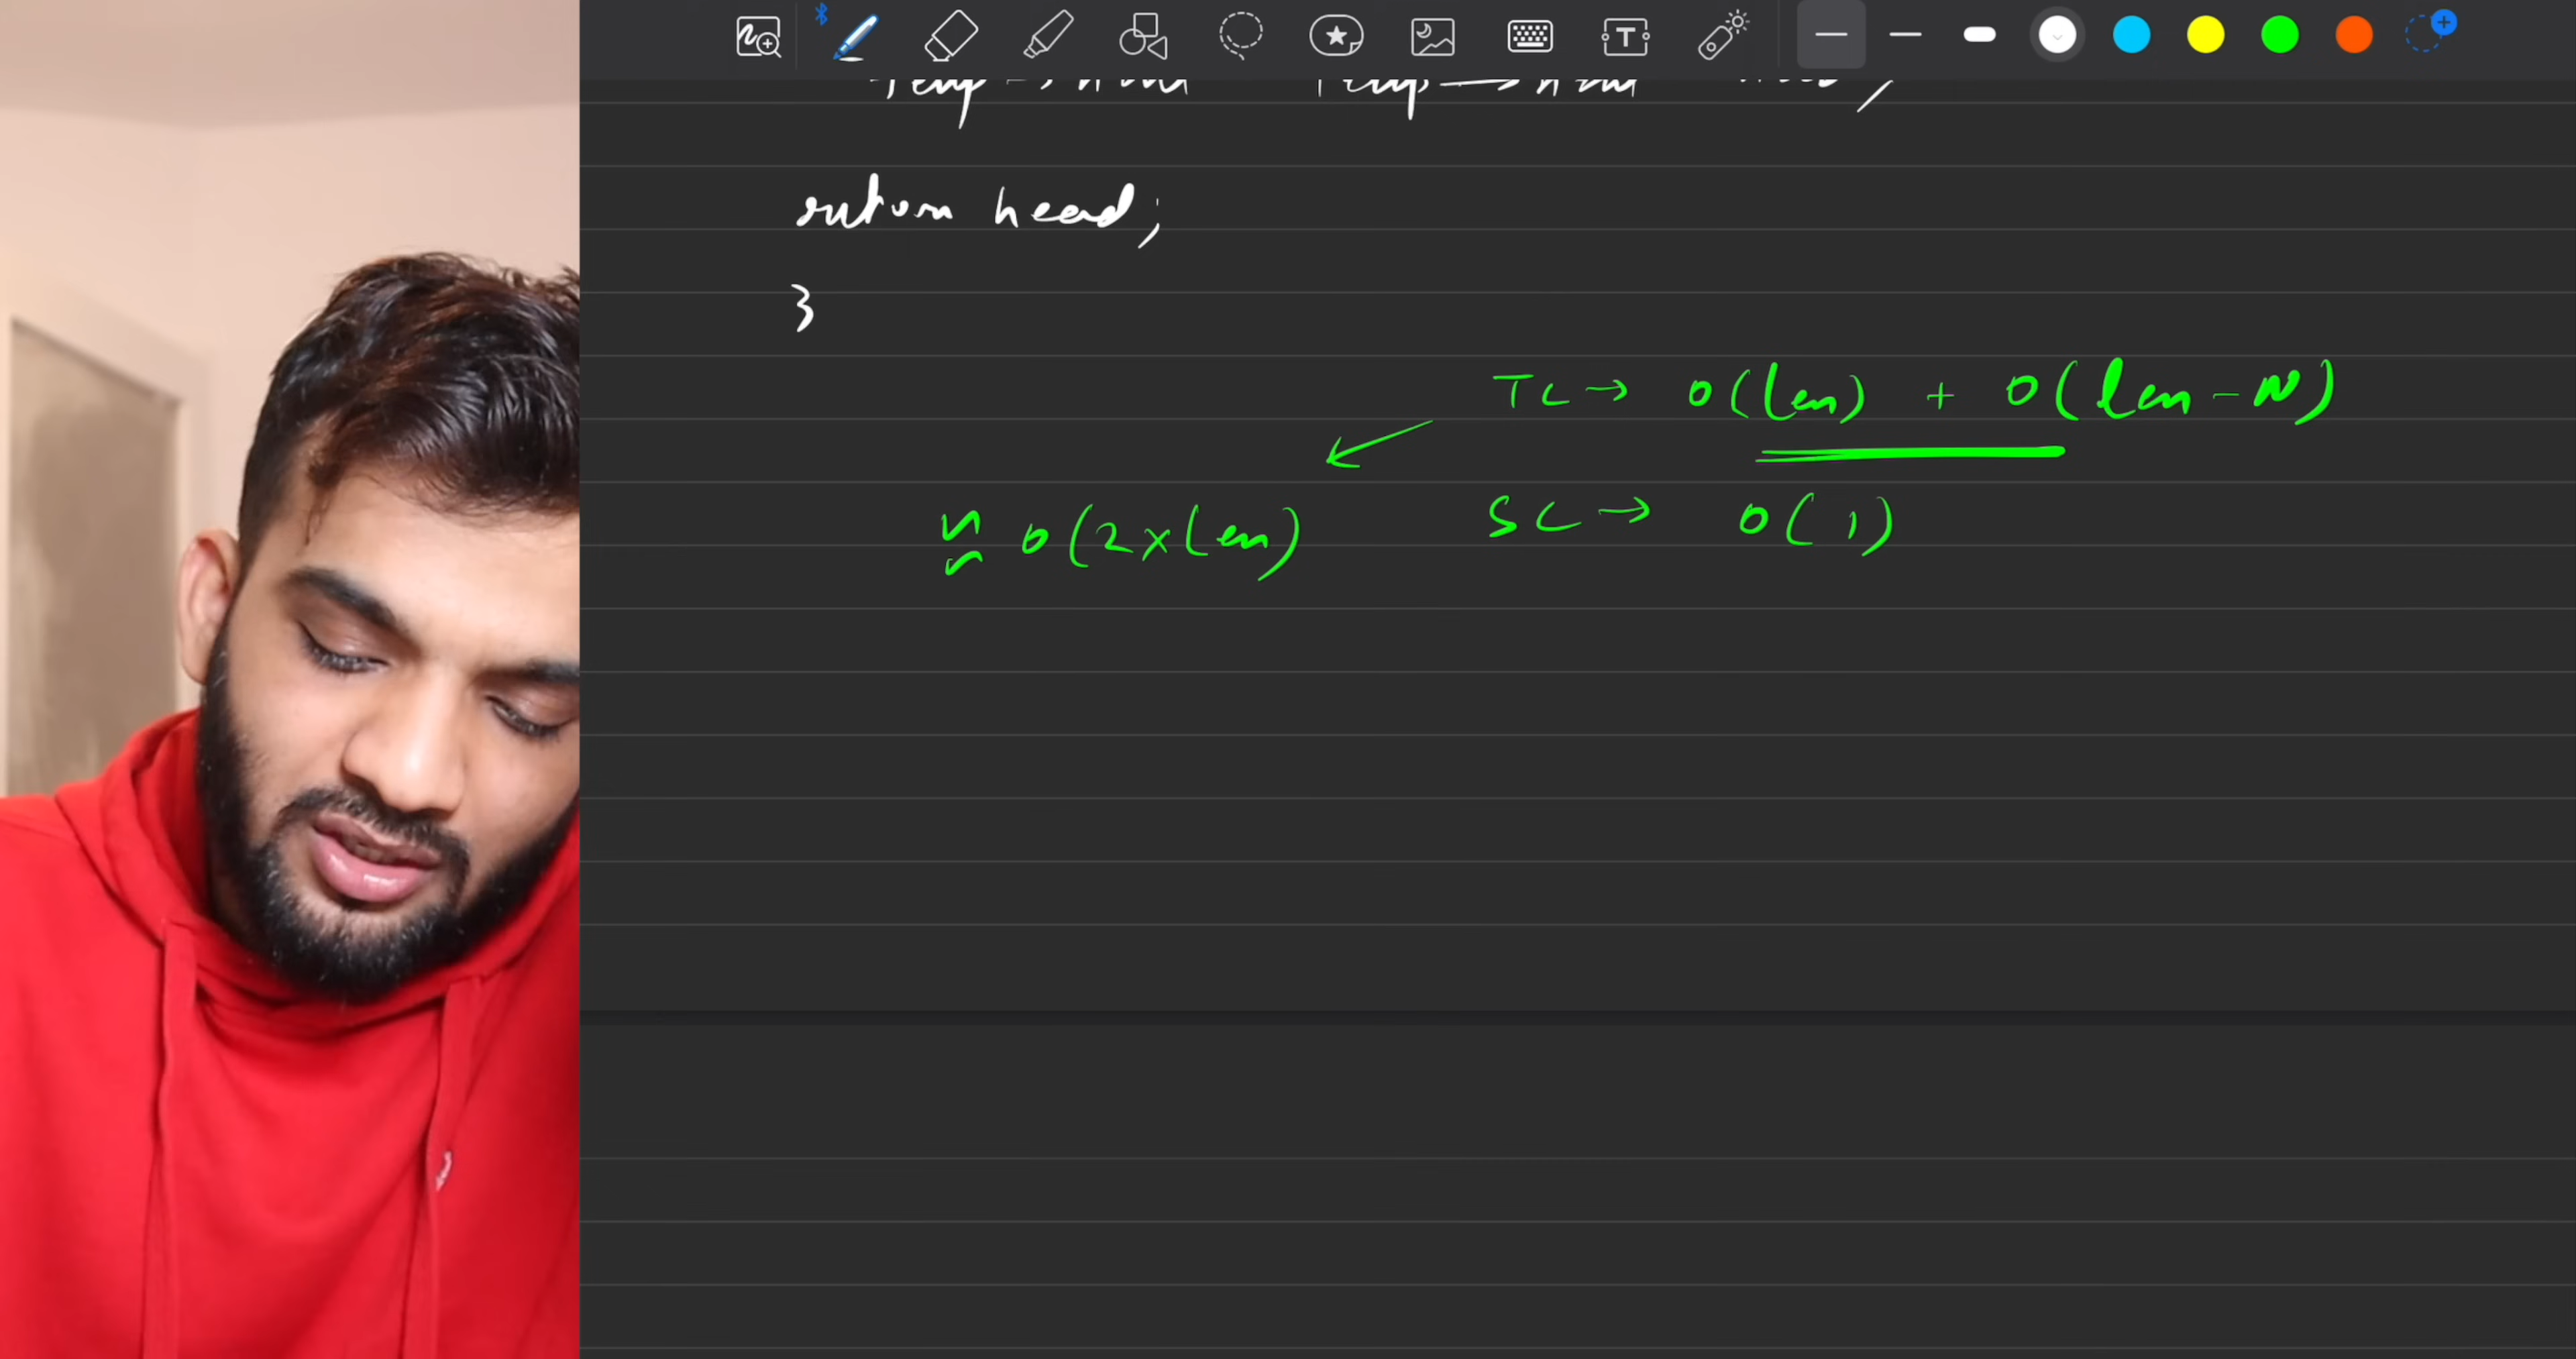 return head;
}
TC → O(len) + O(len - N)
≈ O(2 x len)
SC → O(1)